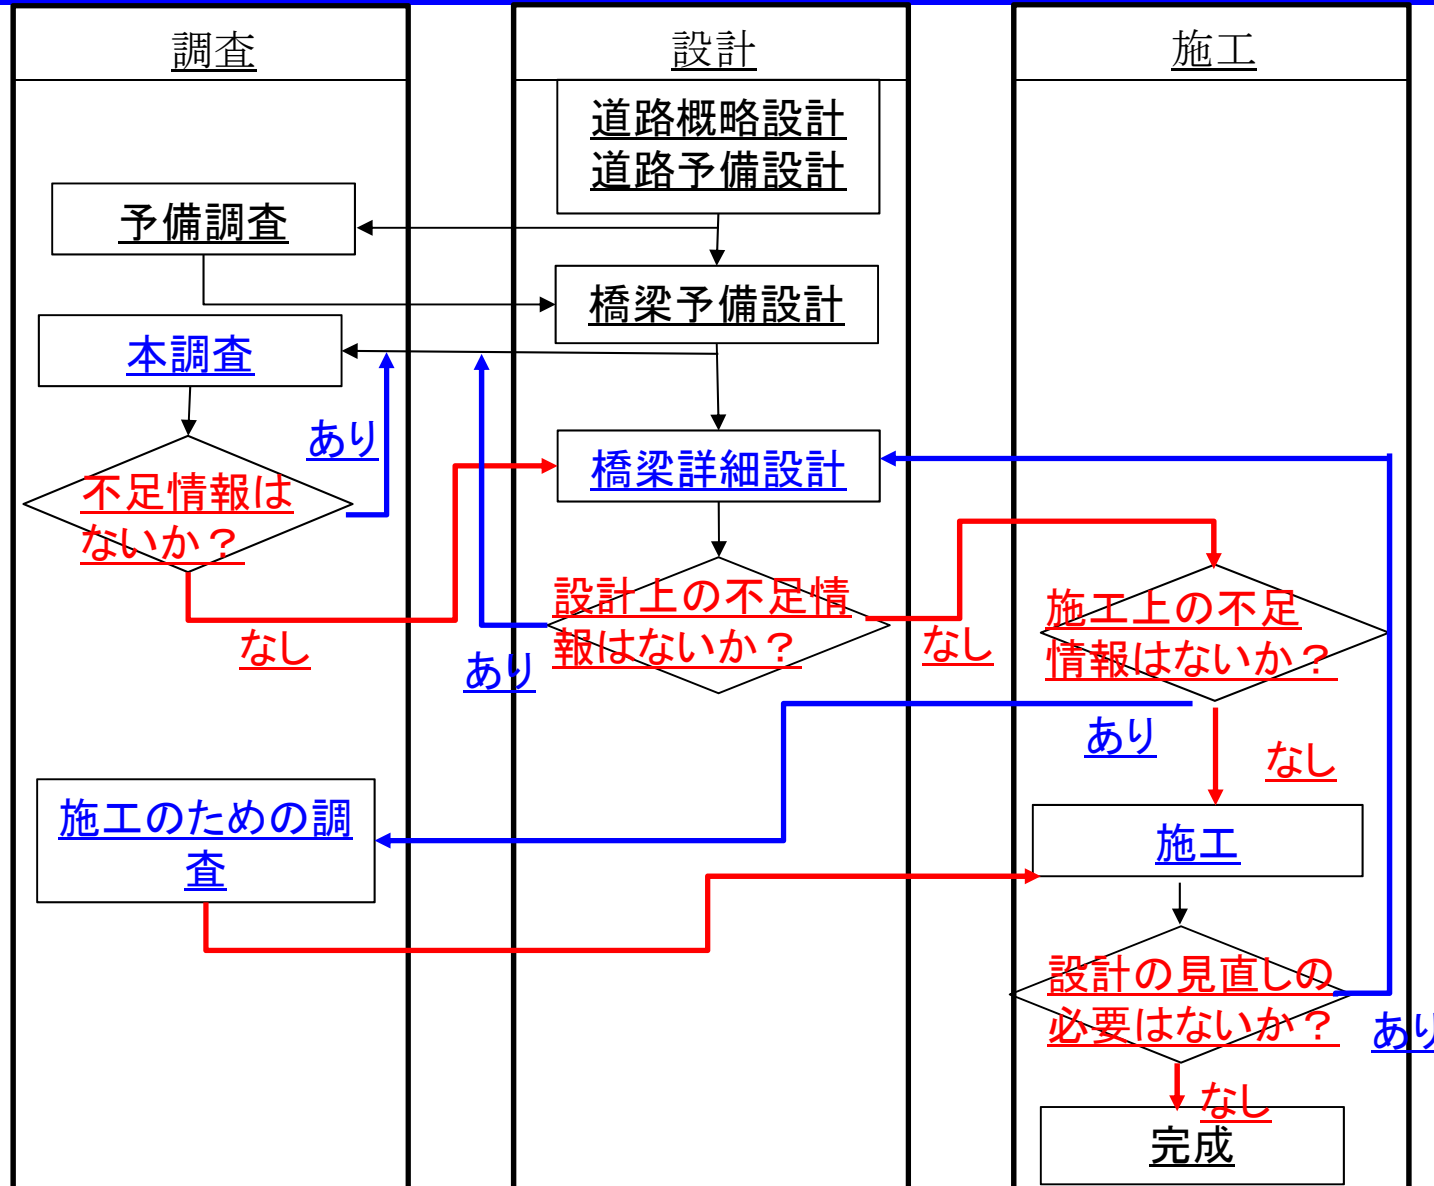 調査
設計
施工
道路概略設計
道路予備設計
予備調査
橋梁予備設計
本調査
あり
橋梁詳細設計
不足情報は
ないか？
なし
設計上の不足情
報はないか？
あり
なし
施工上の不足
情報はないか？
あり
なし
施工のための調
査
施工
設計の見直しの
必要はないか？
あり
なし
完成